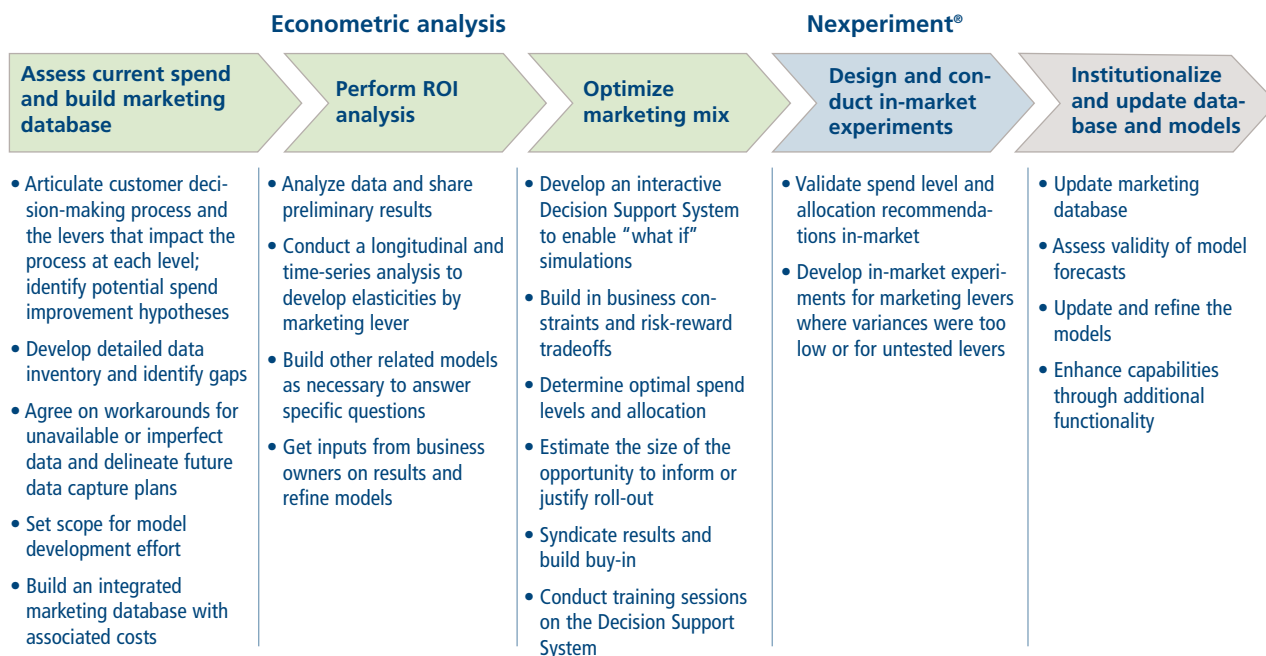 Econometric analysis
Nexperiment®
Assess current spend
and build marketing
database
Perform ROI
analysis
Optimize
marketing mix
Design and con-
duct in-market
experiments
Institutionalize
and update data-
base and models
• Articulate customer deci-
sion-making process and
the levers that impact the
process at each level;
identify potential spend
improvement hypotheses
• Develop detailed data
inventory and identify gaps
• Agree on workarounds for
unavailable or imperfect
data and delineate future
data capture plans
• Set scope for model
development effort
• Build an integrated
marketing database with
associated costs
• Analyze data and share
preliminary results
• Conduct a longitudinal and
time-series analysis to
develop elasticities by
marketing lever
• Build other related models
as necessary to answer
specific questions
• Get inputs from business
owners on results and
refine models
• Develop an interactive
Decision Support System
to enable “what if”
simulations
• Build in business con-
straints and risk-reward
tradeoffs
• Determine optimal spend
levels and allocation
• Estimate the size of the
opportunity to inform or
justify roll-out
• Syndicate results and
build buy-in
• Conduct training sessions
on the Decision Support
System
• Validate spend level and
allocation recommenda-
tions in-market
• Develop in-market experi-
ments for marketing levers
where variances were too
low or for untested levers
• Update marketing
database
• Assess validity of model
forecasts
• Update and refine the
models
• Enhance capabilities
through additional
functionality